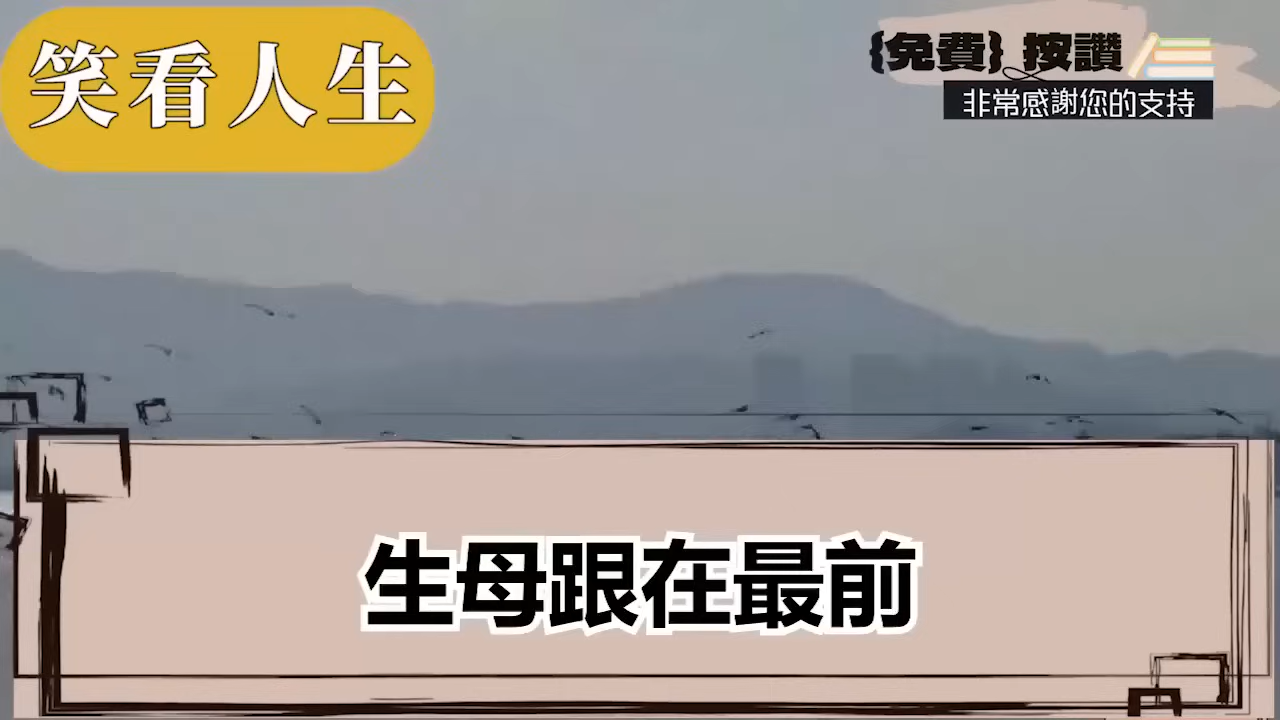 笑看人生
{免費} 按讚
非常感謝您的支持
生母跟在最前